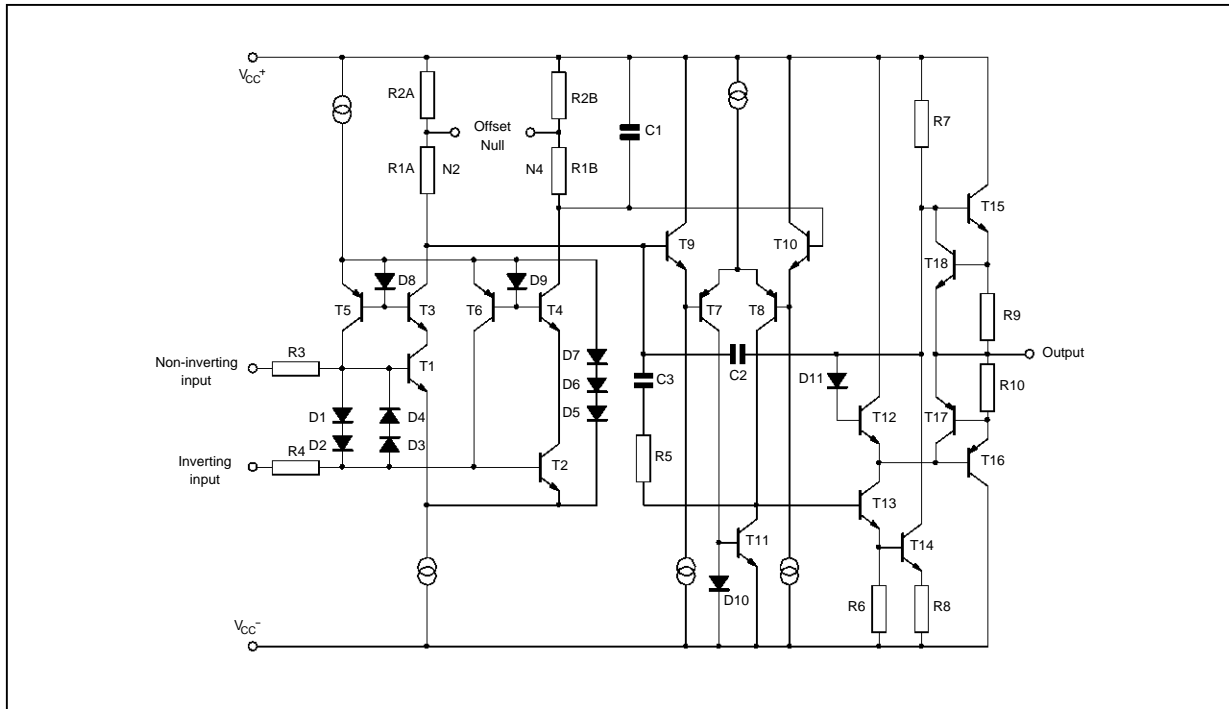 VCC+
R2A
R2B
Offset
Null
C1
R7
R1A
N2
N4
R1B
T15
T9
T10
T18
D8
D9
T5
T3
T6
T4
T7
T8
R9
Non-inverting
input
R3
T1
D7
D6
D5
C3
C2
D11
Output
R10
D1
D4
D2
D3
T12
T17
Inverting
input
R4
T2
R5
T16
T13
T11
T14
D10
R6
R8
VCC−